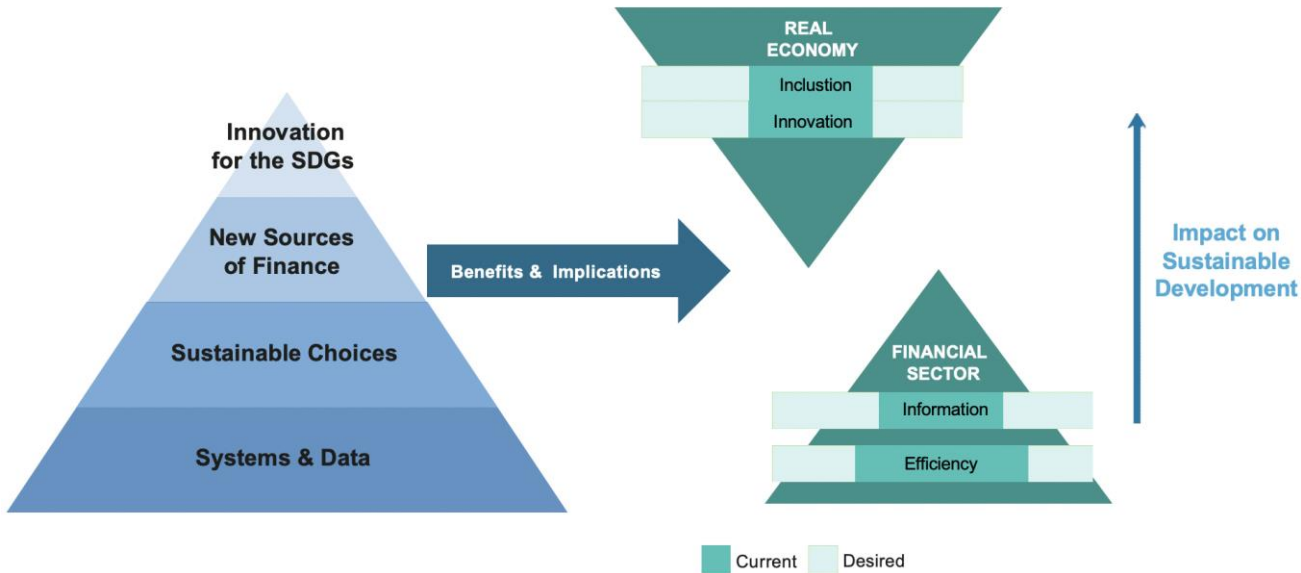 Innovation
for the SDGs
New Sources
of Finance
Sustainable Choices
Systems & Data
Benefits & Implications
REAL
ECONOMY
Inclustion
Innovation
FINANCIAL
SECTOR
Information
Efficiency
Impact on
Sustainable
Development
Current
Desired